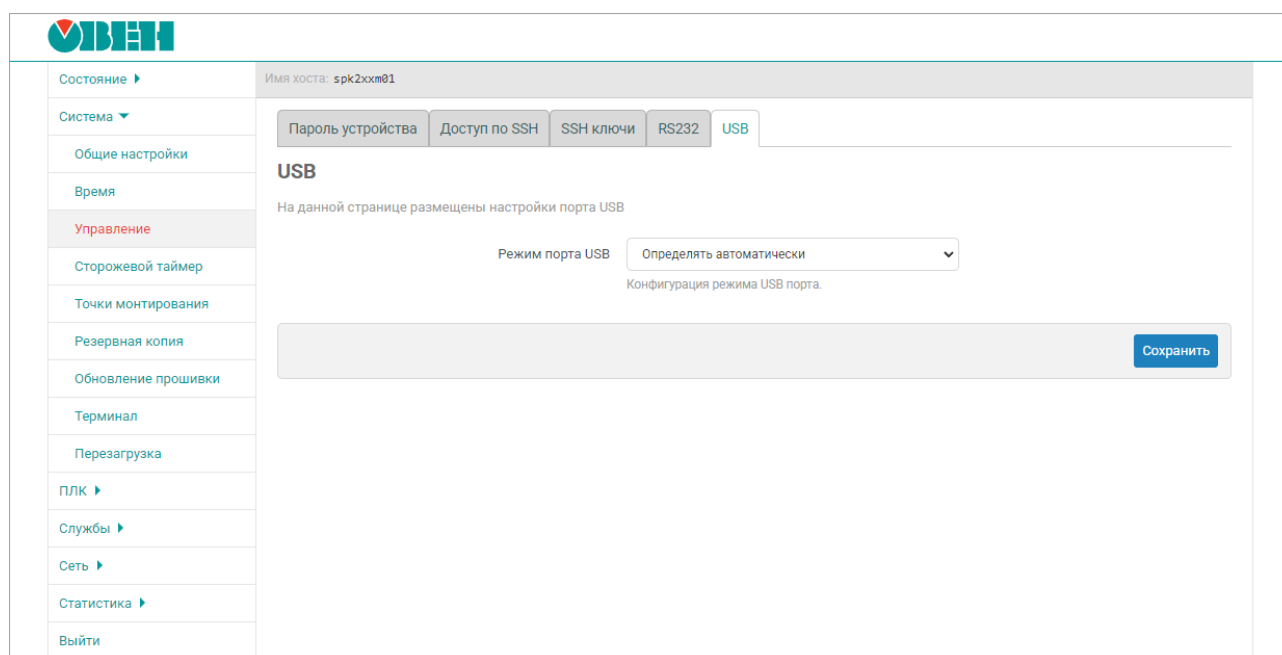 ОВЕН
Имя хоста: spk2xxm01
Состояние
Система
Общие настройки
Время
Управление
Сторожевой таймер
Точки монтирования
Резервная копия
Обновление прошивки
Терминал
Перезагрузка
ПЛК
Службы
Сеть
Статистика
Выйти
Пароль устройства Доступ по SSH SSH ключи RS232 USB
USB
На данной странице размещены настройки порта USB
Режим порта USB Определять автоматически
Конфигурация режима USB порта.
Сохранить